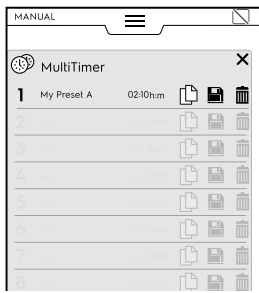 MANUAL
MultiTimer
1 My Preset A 02:10h:m
2 --- --:--h:m
3 --- --:--h:m
4 --- --:--h:m
5 --- --:--h:m
6 --- --:--h:m
7 --- --:--h:m
8 --- --:--h:m